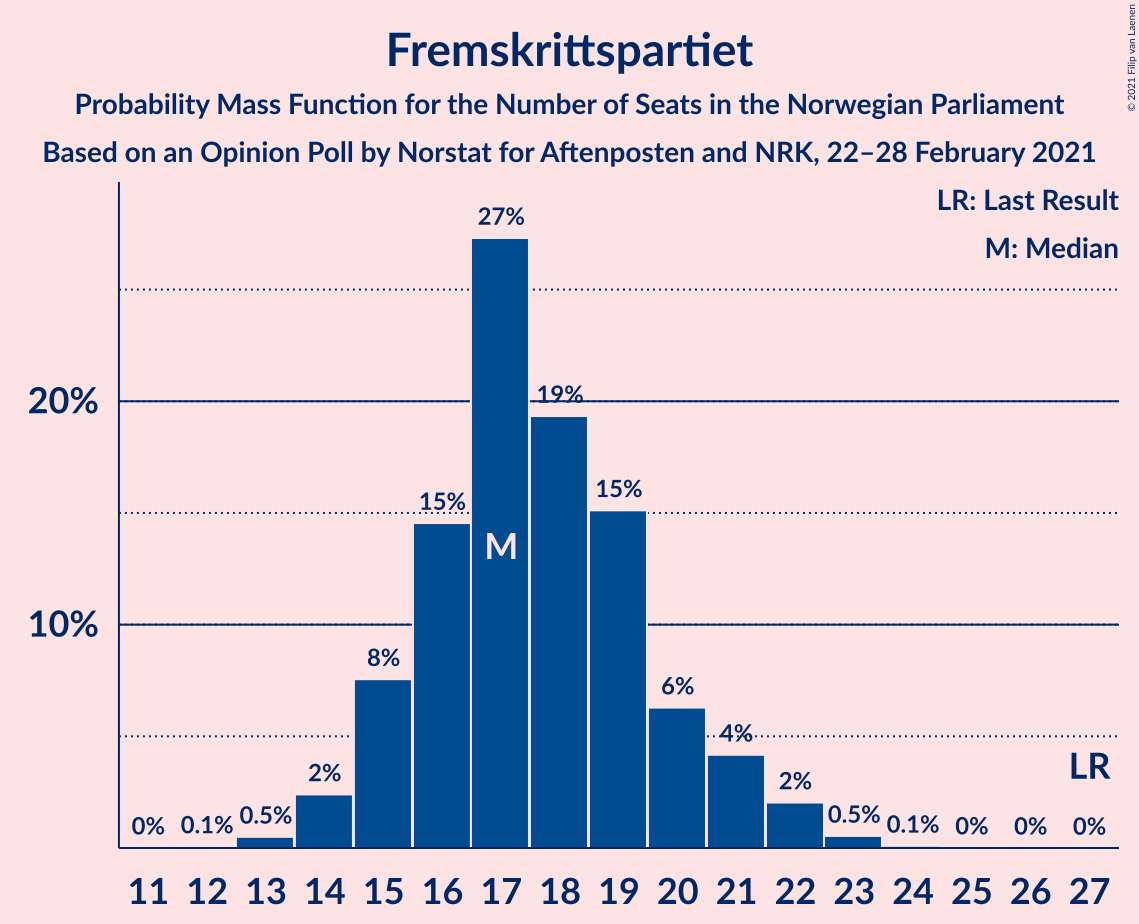 Fremskrittspartiet
Probability Mass Function for the Number of Seats in the Norwegian Parliament
Based on an Opinion Poll by Norstat for Aftenposten and NRK, 22–28 February 2021
© 2021 Filip van Laenen
LR: Last Result
M: Median
27%
20%
19%
15%
15%
M
10%
8%
6%
4%
LR
2%
2%
0%
0.1%
0.5%
0.5%
0.1%
0%
0%
0%
11 12 13 14 15 16 17 18 19 20 21 22 23 24 25 26 27